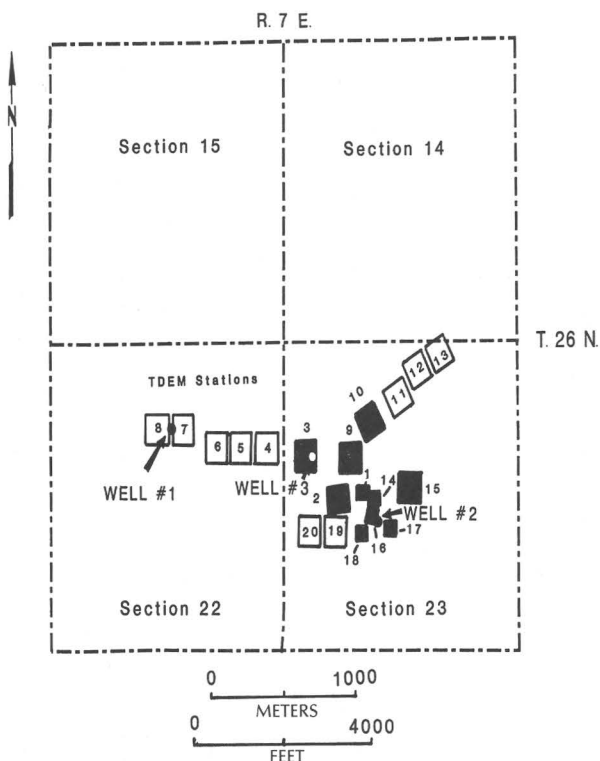 R. 7 E.
N
Section 15
Section 14
T. 26 N.
TDEM Stations
12
13
11
10
8
7
6
5
4
3
9
WELL #1
WELL #3
1
14
15
2
WELL #2
20
19
18
16
17
Section 22
Section 23
0
1000
METERS
0
4000
FEET